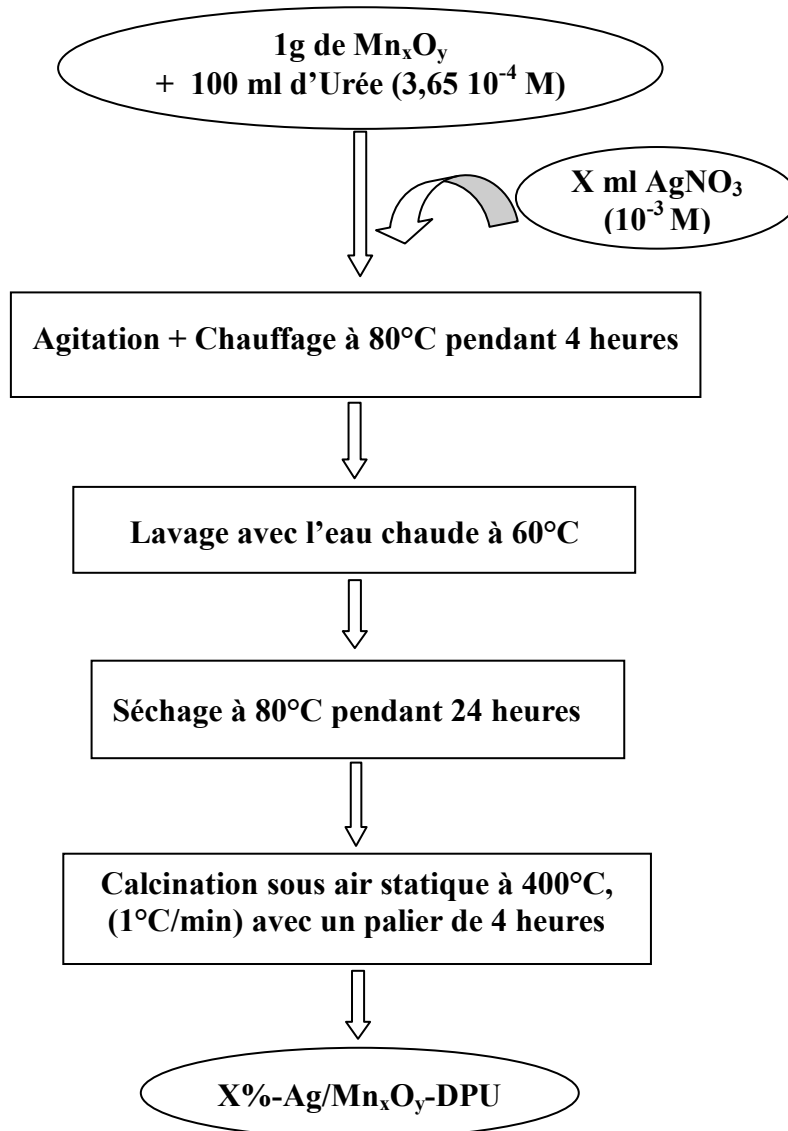 1g de MnₓOᵧ
+ 100 ml d’Urée (3,65 10⁻⁴ M)
X ml AgNO₃
(10⁻³ M)
Agitation + Chauffage à 80°C pendant 4 heures
Lavage avec l’eau chaude à 60°C
Séchage à 80°C pendant 24 heures
Calcination sous air statique à 400°C,
(1°C/min) avec un palier de 4 heures
X%-Ag/MnₓOᵧ-DPU